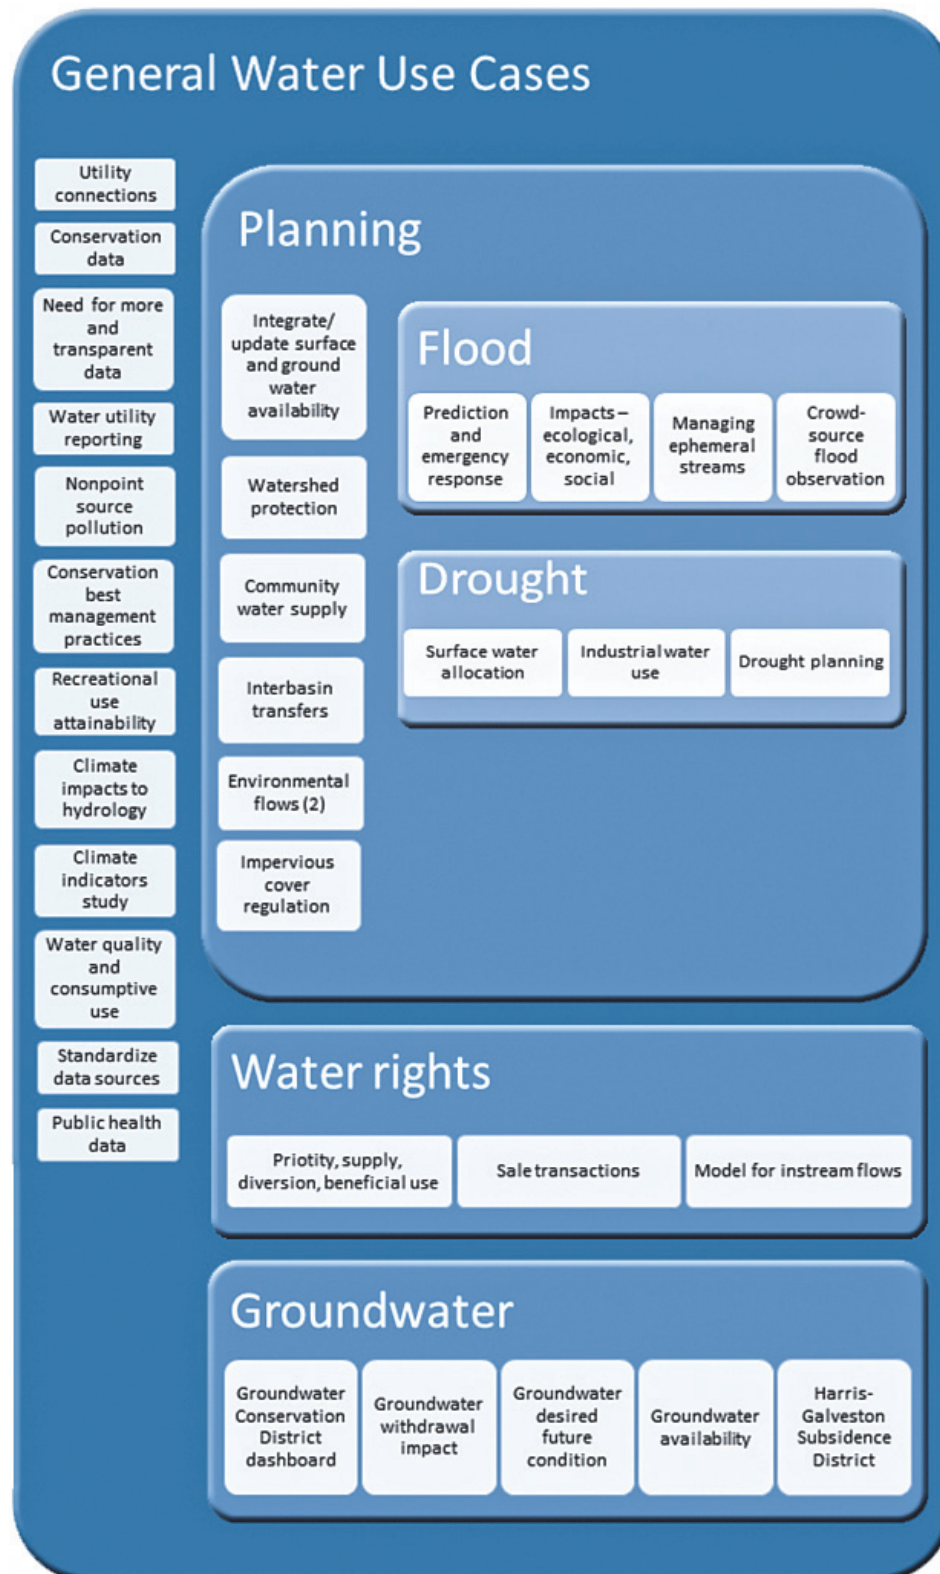 General Water Use Cases
Utility
connections
Conservation
data
Need for more
and
transparent
data
Water utility
reporting
Nonpoint
source
pollution
Conservation
best
management
practices
Recreational
use
attainability
Climate
impacts to
hydrology
Climate
indicators
study
Water quality
and
consumptive
use
Standardize
data sources
Public health
data
Planning
Integrate/
update surface
and ground
water
availability
Watershed
protection
Community
water supply
Interbasin
transfers
Environmental
flows (2)
Impervious
cover
regulation
Flood
Prediction
and
emergency
response
Impacts –
ecological,
economic,
social
Managing
ephemeral
streams
Crowd-
source
flood
observation
Drought
Surface water
allocation
Industrial water
use
Drought planning
Water rights
Priotity, supply,
diversion, beneficial use
Sale transactions
Model for instream flows
Groundwater
Groundwater
Conservation
District
dashboard
Groundwater
withdrawal
impact
Groundwater
desired
future
condition
Groundwater
availability
Harris-
Galveston
Subsidence
District